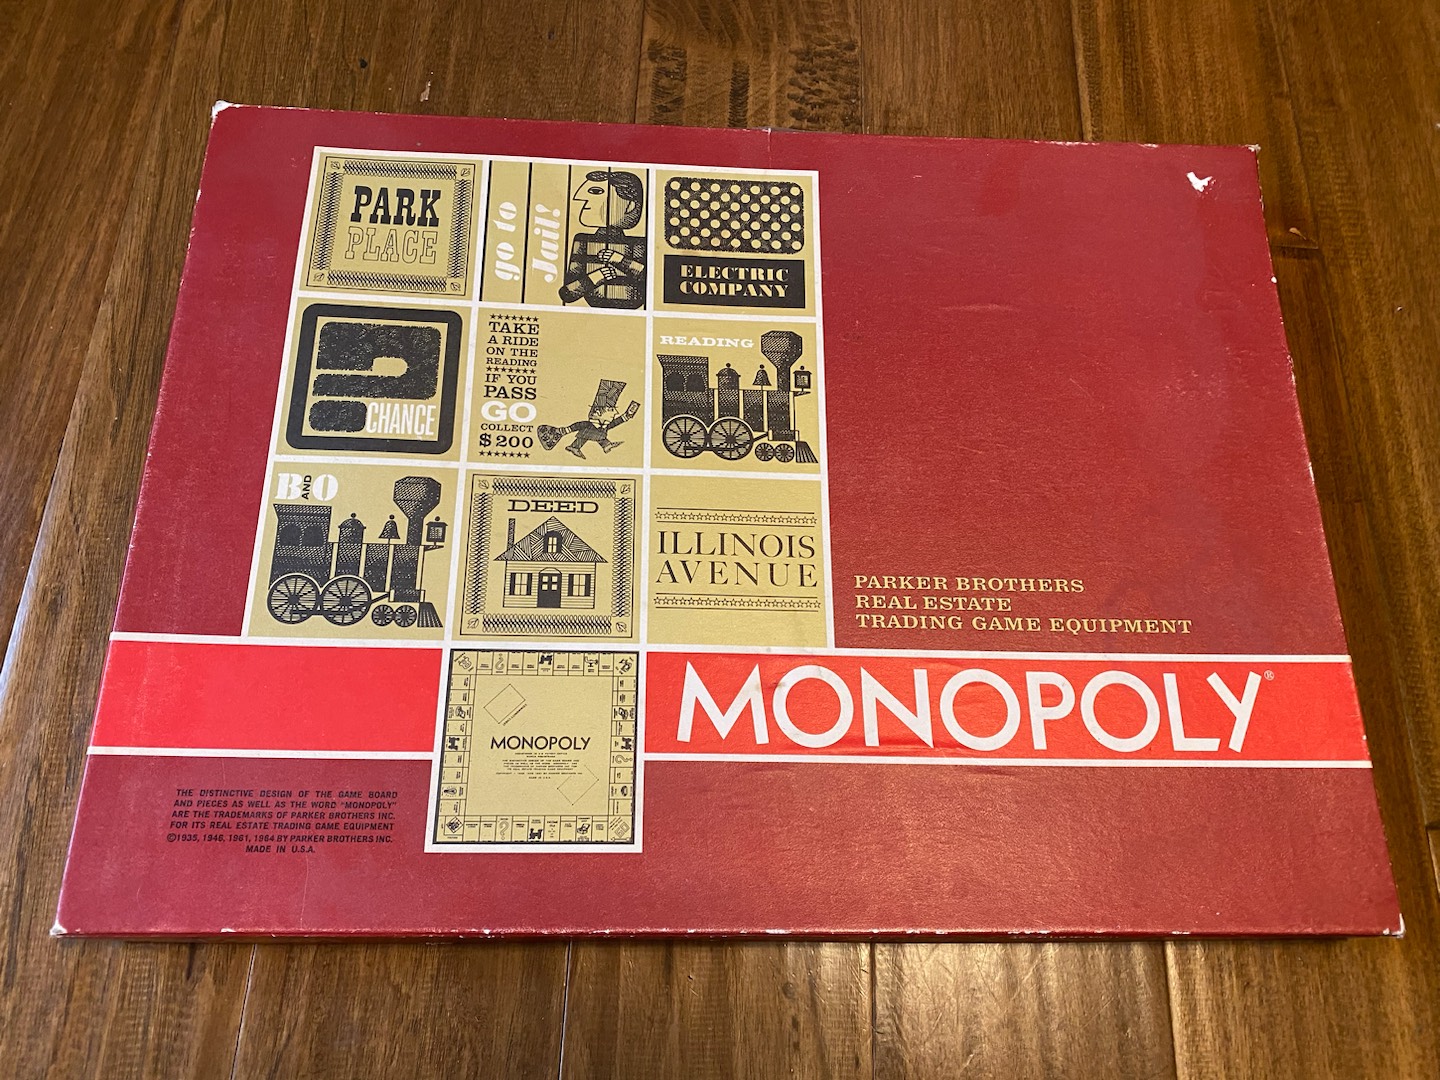 PARK
PLACE
go to
Jail!
ELECTRIC
COMPANY
CHANCE
TAKE
A RIDE
ON THE
READING
IF YOU
PASS
GO
COLLECT
$200
READING
B AND O
DEED
ILLINOIS
AVENUE
PARKER BROTHERS
REAL ESTATE
TRADING GAME EQUIPMENT
MONOPOLY®
MONOPOLY
THE DISTINCTIVE DESIGN OF THE GAME BOARD
AND PIECES AS WELL AS THE WORD "MONOPOLY"
ARE THE TRADEMARKS OF PARKER BROTHERS INC.
FOR ITS REAL ESTATE TRADING GAME EQUIPMENT
©1935, 1946, 1961, 1964 BY PARKER BROTHERS INC.
MADE IN U.S.A.